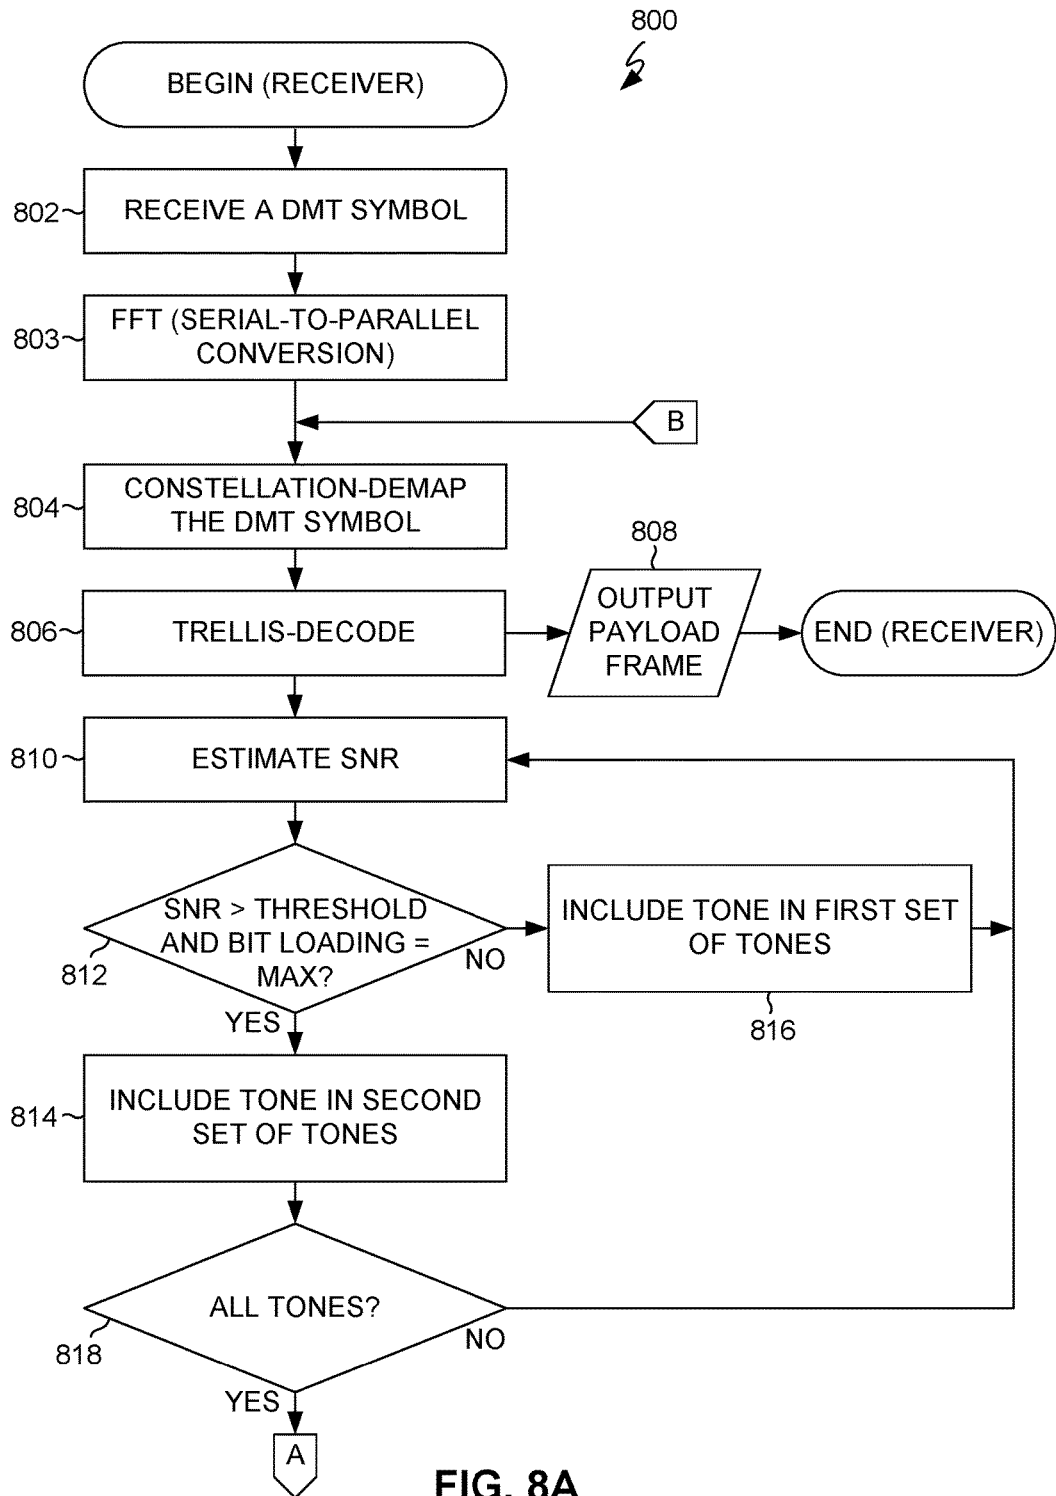 800
BEGIN (RECEIVER)
802
RECEIVE A DMT SYMBOL
803
FFT (SERIAL-TO-PARALLEL
CONVERSION)
B
804
CONSTELLATION-DEMAP
THE DMT SYMBOL
808
806
TRELLIS-DECODE
OUTPUT
PAYLOAD
FRAME
END (RECEIVER)
810
ESTIMATE SNR
SNR > THRESHOLD
AND BIT LOADING =
MAX?
812
NO
YES
INCLUDE TONE IN FIRST SET
OF TONES
816
814
INCLUDE TONE IN SECOND
SET OF TONES
ALL TONES?
818
NO
YES
A
FIG. 8A